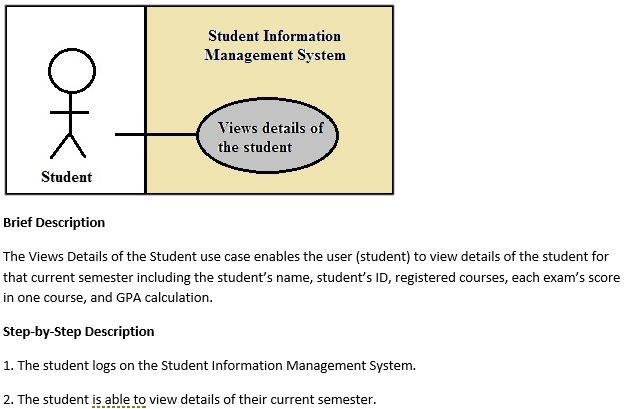 Student Information
Management System
Views details of
the student
Student
Brief Description
The Views Details of the Student use case enables the user (student) to view details of the student for
that current semester including the student's name, student's ID, registered courses, each exam's score
in one course, and GPA calculation.
Step-by-Step Description
1. The student logs on the Student Information Management System.
2. The student is able to view details of their current semester.